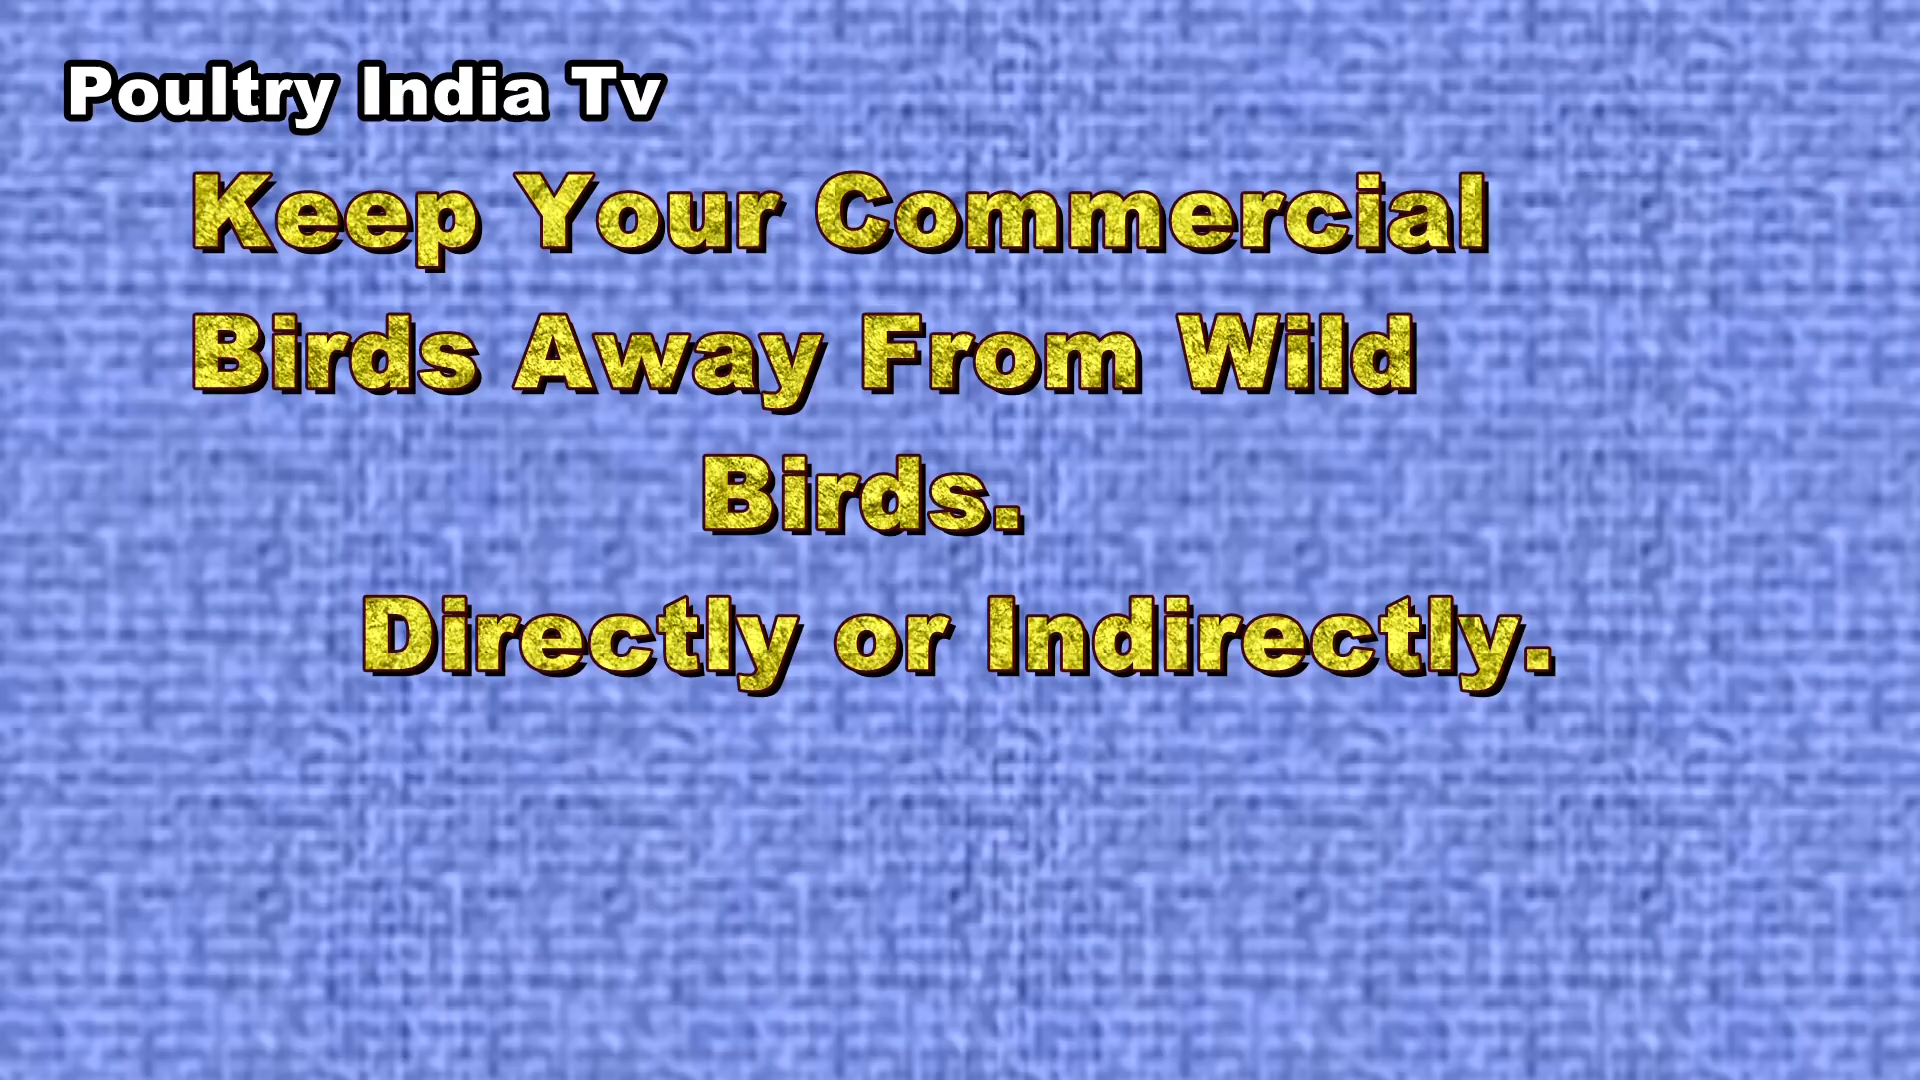 Poultry India Tv
Keep Your Commercial
Birds Away From Wild
Birds.
Directly or Indirectly.